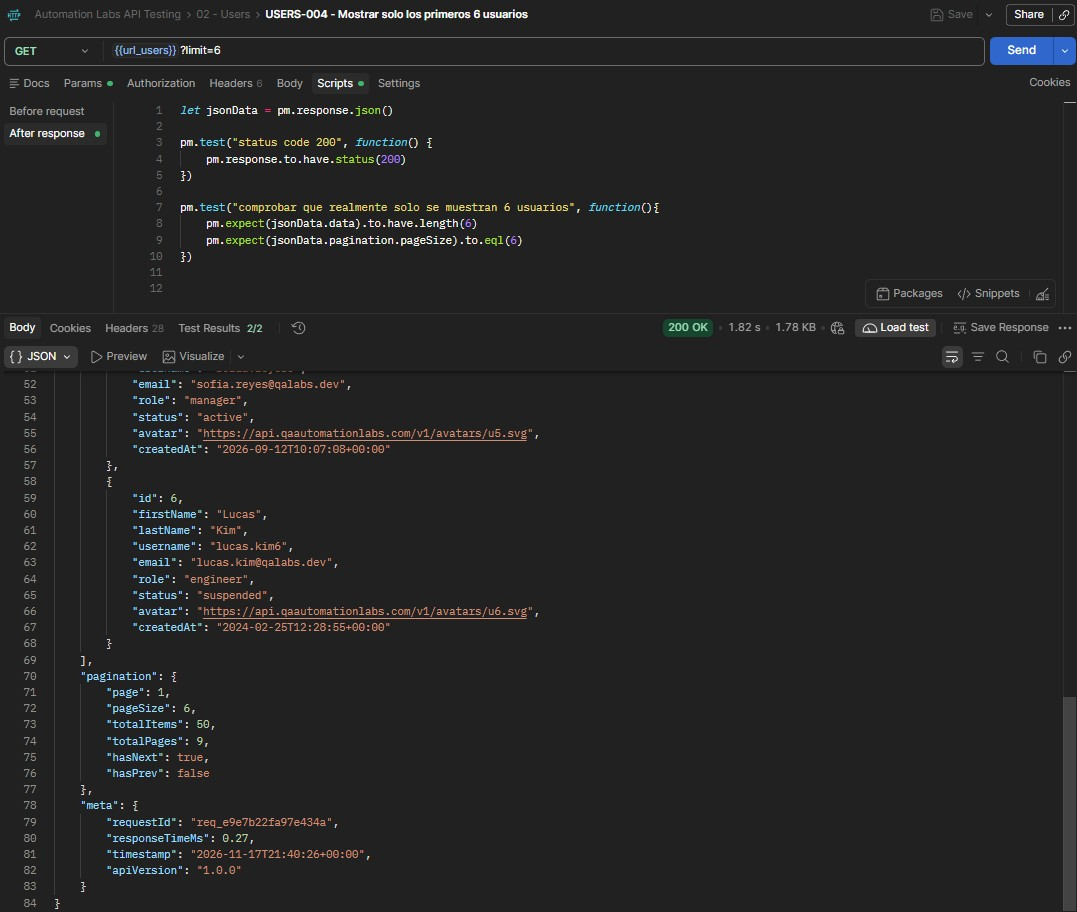 HTTP Automation Labs API Testing > 02 - Users > USERS-004 - Mostrar solo los primeros 6 usuarios Save Share
GET {{url_users}} ?limit=6 Send
Docs Params Authorization Headers 6 Body Scripts Settings Cookies
Before request
After response
1 let jsonData = pm.response.json()
2
3 pm.test("status code 200", function() {
4 pm.response.to.have.status(200)
5 })
6
7 pm.test("comprobar que realmente solo se muestran 6 usuarios", function(){
8 pm.expect(jsonData.data).to.have.length(6)
9 pm.expect(jsonData.pagination.pageSize).to.eql(6)
10 })
11
12
Packages Snippets
Body Cookies Headers 28 Test Results 2/2 200 OK • 1.82 s • 1.78 KB Load test e.g. Save Response
{} JSON Preview Visualize
52 "email": "sofia.reyes@qalabs.dev",
53 "role": "manager",
54 "status": "active",
55 "avatar": "https://api.qaautomationlabs.com/v1/avatars/u5.svg",
56 "createdAt": "2026-09-12T10:07:08+00:00"
57 },
58 {
59 "id": 6,
60 "firstName": "Lucas",
61 "lastName": "Kim",
62 "username": "lucas.kim6",
63 "email": "lucas.kim@qalabs.dev",
64 "role": "engineer",
65 "status": "suspended",
66 "avatar": "https://api.qaautomationlabs.com/v1/avatars/u6.svg",
67 "createdAt": "2024-02-25T12:28:55+00:00"
68 }
69 ],
70 "pagination": {
71 "page": 1,
72 "pageSize": 6,
73 "totalItems": 50,
74 "totalPages": 9,
75 "hasNext": true,
76 "hasPrev": false
77 },
78 "meta": {
79 "requestId": "req_e9e7b22fa97e434a",
80 "responseTimeMs": 0.27,
81 "timestamp": "2026-11-17T21:40:26+00:00",
82 "apiVersion": "1.0.0"
83 }
84 }